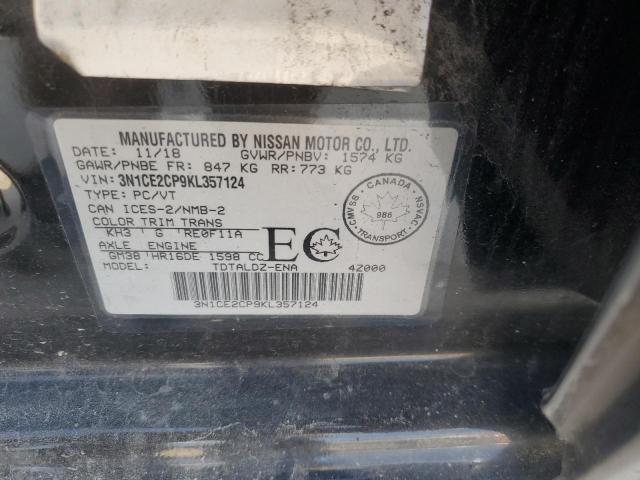 MANUFACTURED BY NISSAN MOTOR CO., LTD.
DATE: 11/18 GVWR/PNBV: 1574 KG
GAWR/PNBE FR: 847 KG RR: 773 KG
VIN: 3N1CE2CP9KL357124
TYPE: PC/VT
CAN ICES-2/NMB-2
COLOR TRIM TRANS
KH3 G RE0F11A
AXLE ENGINE
GM38 HR16DE 1598 CC
EC
MODEL: TDTALDZ-ENA 4Z000
3N1CE2CP9KL357124
CANADA
CMVSS 986 NSVAC
TRANSPORT